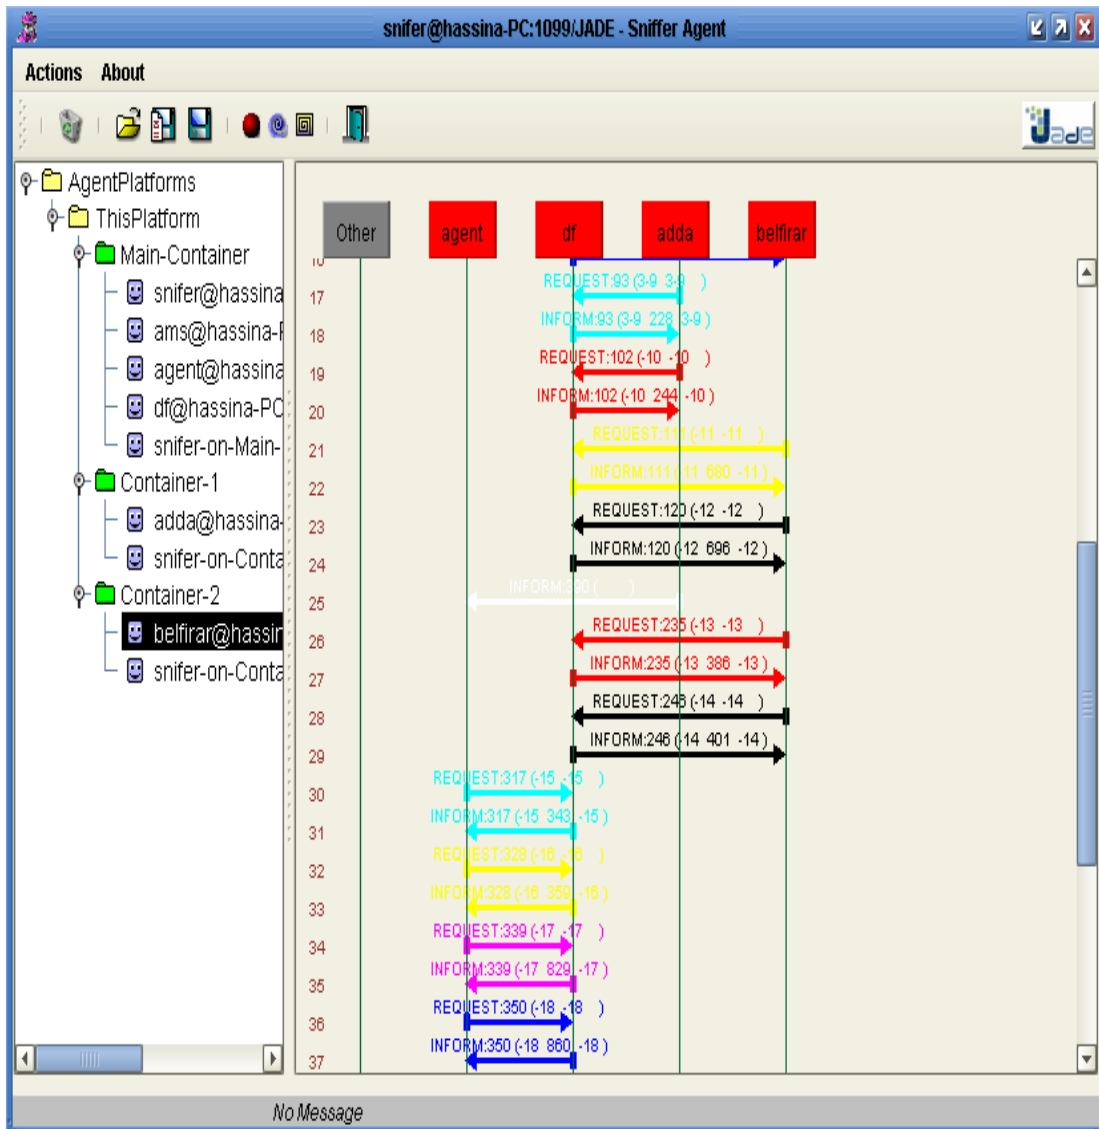 snifer@hassina-PC:1099/JADE - Sniffer Agent
Actions About
Jade
AgentPlatforms
ThisPlatform
Main-Container
snifer@hassina
ams@hassina-
agent@hassina
df@hassina-PC
snifer-on-Main-
Container-1
adda@hassina-
snifer-on-Conta
Container-2
belfirar@hassin
snifer-on-Conta
Other agent df adda belfirar
17 REQUEST:93 (3-9 3-9 )
18 INFORM:93 (3-9 228 3-9 )
19 REQUEST:102 (-10 -10 )
20 INFORM:102 (-10 244 -10 )
21 REQUEST:111 (-11 -11 )
22 INFORM:111 (-11 680 -11 )
23 REQUEST:120 (-12 -12 )
24 INFORM:120 (-12 696 -12 )
25 INFORM:390 ( )
26 REQUEST:235 (-13 -13 )
27 INFORM:235 (-13 386 -13 )
28 REQUEST:246 (-14 -14 )
29 INFORM:246 (-14 401 -14 )
30 REQUEST:317 (-15 -15 )
31 INFORM:317 (-15 343 -15 )
32 REQUEST:328 (-16 -16 )
33 INFORM:328 (-16 359 -16 )
34 REQUEST:339 (-17 -17 )
35 INFORM:339 (-17 829 -17 )
36 REQUEST:350 (-18 -18 )
37 INFORM:350 (-18 860 -18 )
No Message